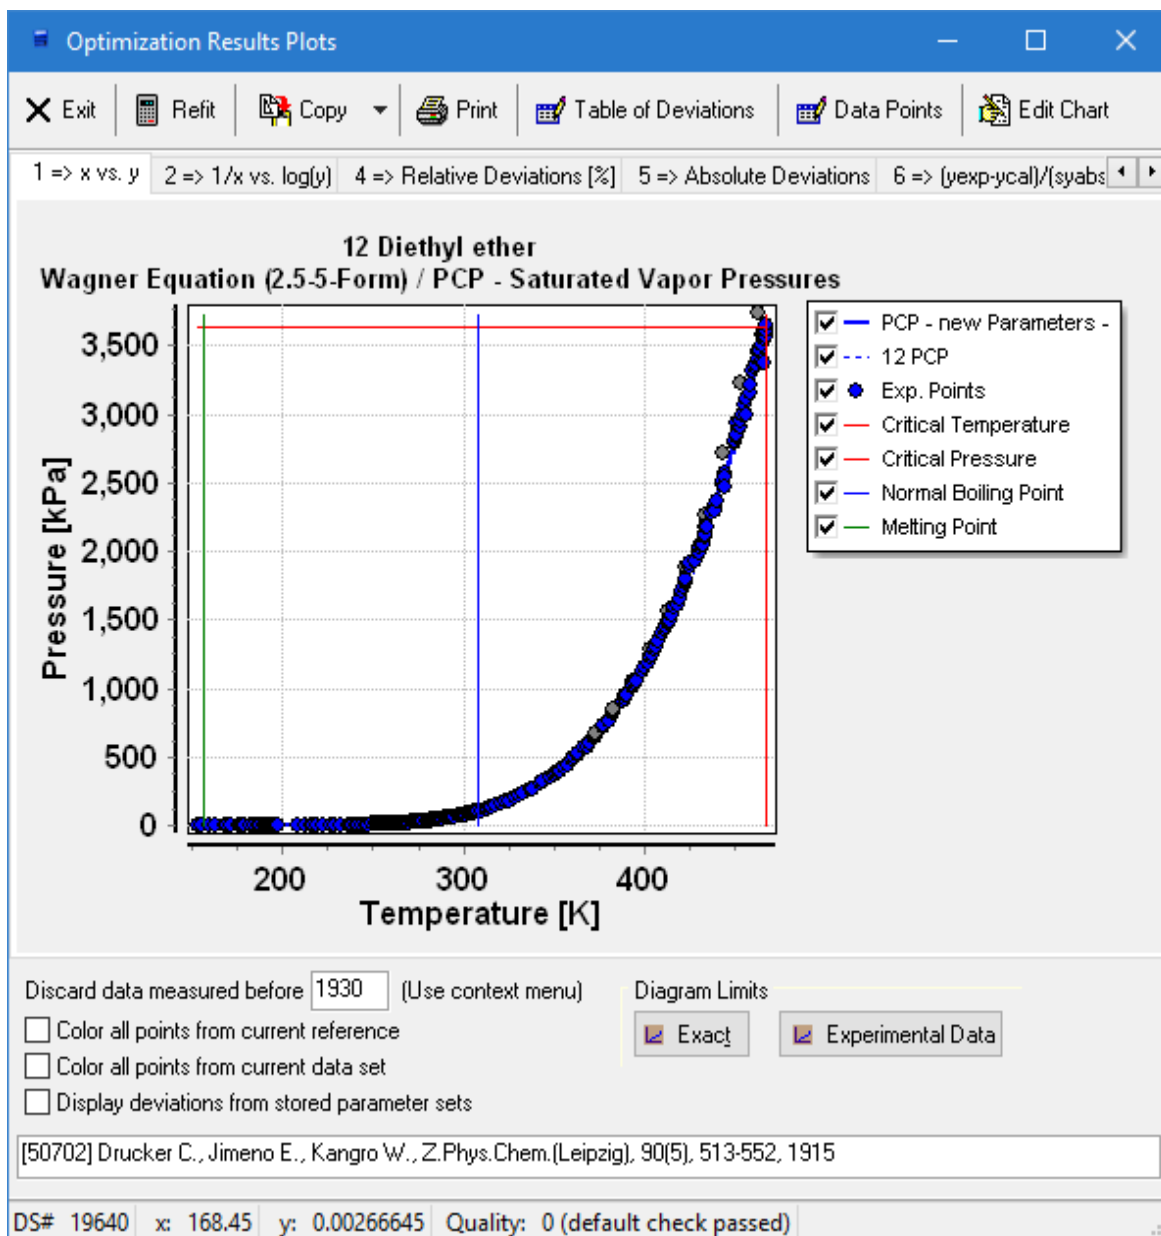 Optimization Results Plots
Exit Refit Copy Print Table of Deviations Data Points Edit Chart
1 => x vs. y 2 => 1/x vs. log(y) 4 => Relative Deviations [%] 5 => Absolute Deviations 6 => (yexp-ycal)/(syabs
12 Diethyl ether
Wagner Equation (2.5-5-Form) / PCP - Saturated Vapor Pressures
3,500
3,000
2,500
2,000
1,500
1,000
500
0
Pressure [kPa]
200 300 400
Temperature [K]
PCP - new Parameters -
12 PCP
Exp. Points
Critical Temperature
Critical Pressure
Normal Boiling Point
Melting Point
Discard data measured before 1930 (Use context menu)
Color all points from current reference
Color all points from current data set
Display deviations from stored parameter sets
Diagram Limits
Exact Experimental Data
[50702] Drucker C., Jimeno E., Kangro W., Z.Phys.Chem.(Leipzig), 90(5), 513-552, 1915
DS# 19640 x: 168.45 y: 0.00266645 Quality: 0 (default check passed)